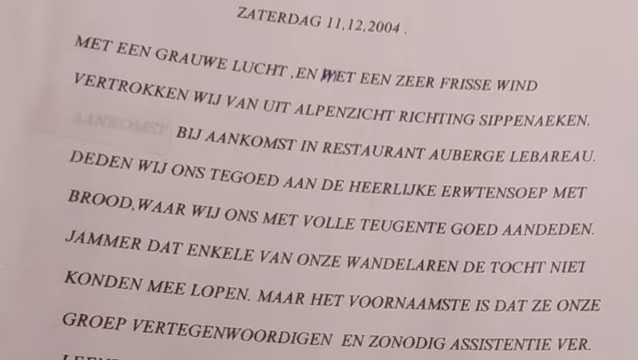 ZATERDAG 11,12,2004 .
MET EEN GRAUWE LUCHT ,EN MET EEN ZEER FRISSE WIND
VERTROKKEN WIJ VAN UIT ALPENZICHT RICHTING SIPPENAEKEN.
AANKOMST BIJ AANKOMST IN RESTAURANT AUBERGE LEBAREAU.
DEDEN WIJ ONS TEGOED AAN DE HEERLIJKE ERWTENSOEP MET
BROOD,WAAR WIJ ONS MET VOLLE TEUGENTE GOED AANDEDEN.
JAMMER DAT ENKELE VAN ONZE WANDELAREN DE TOCHT NIET
KONDEN MEE LOPEN. MAAR HET VOORNAAMSTE IS DAT ZE ONZE
GROEP VERTEGENWOORDIGEN EN ZONODIG ASSISTENTIE VER.